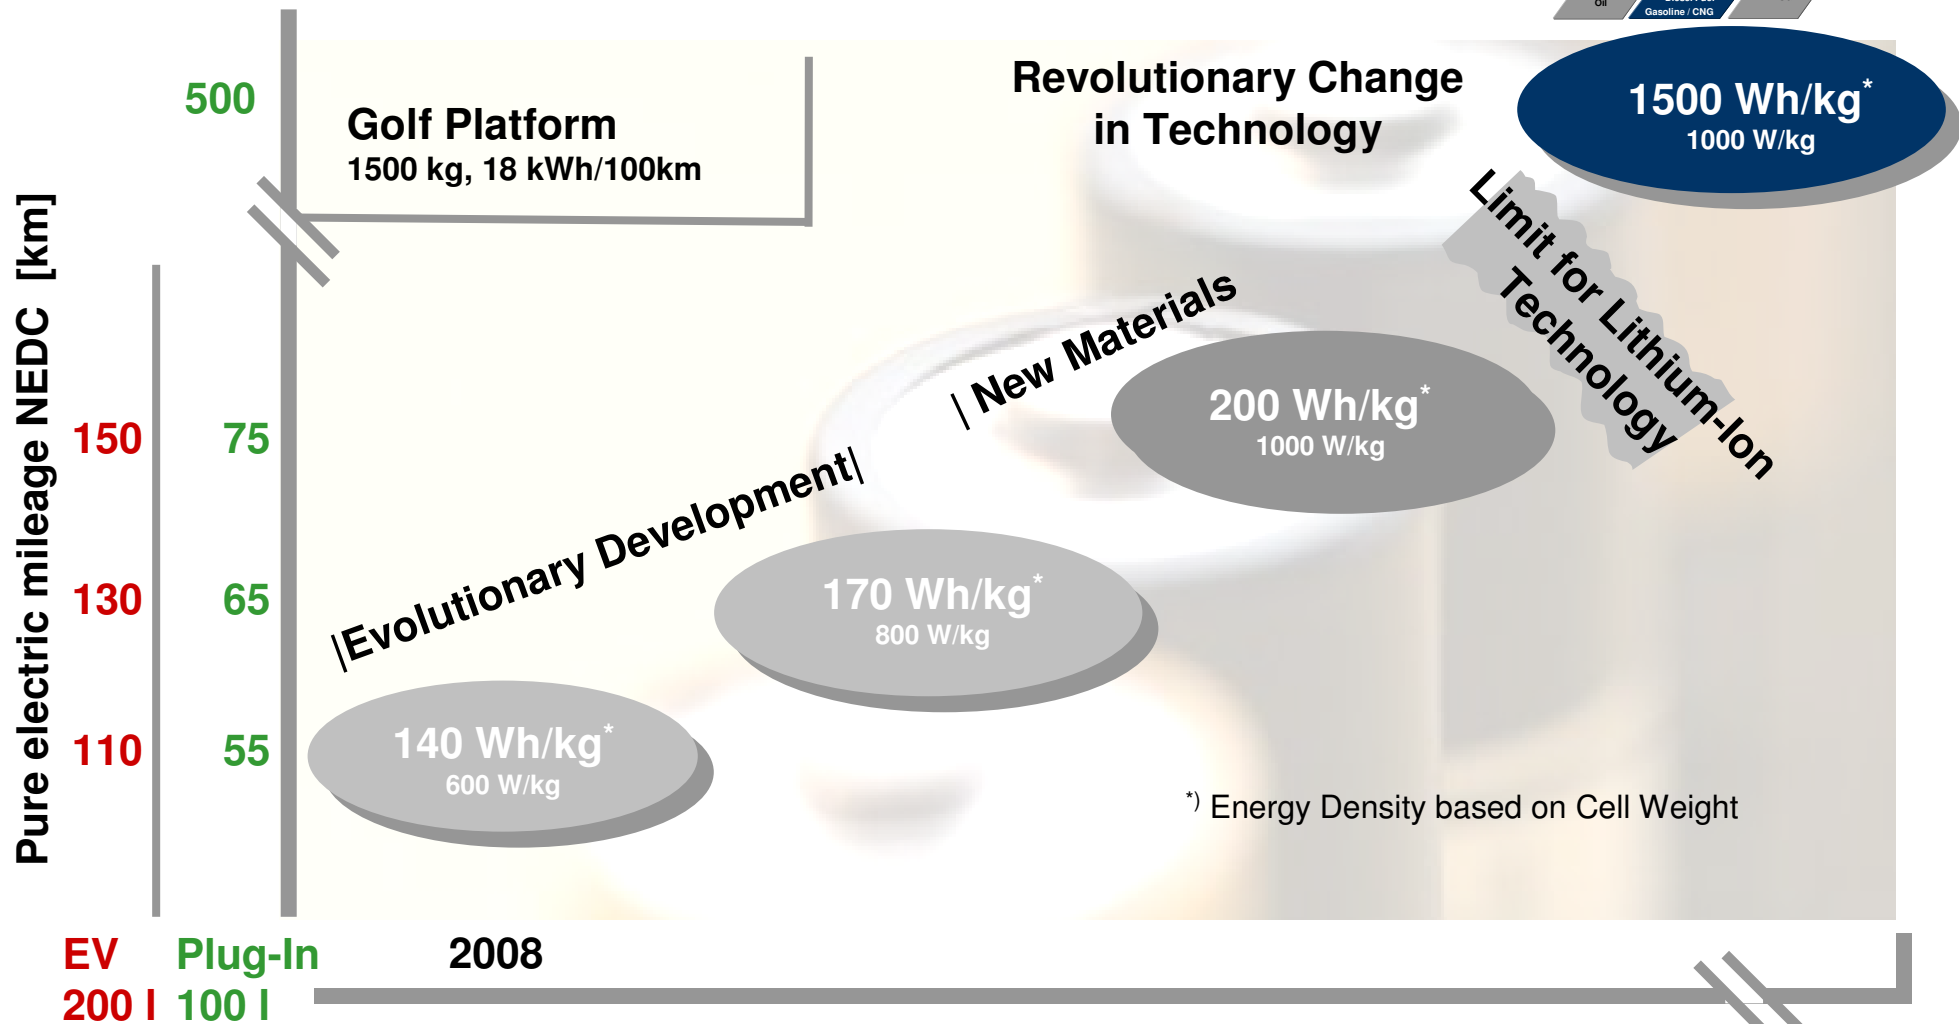 Oil
Gasoline / CNG
500
Golf Platform
1500 kg, 18 kWh/100km
Revolutionary Change
in Technology
1500 Wh/kg*
1000 W/kg
Limit for Lithium-Ion
Technology
Pure electric mileage NEDC [km]
| New Materials
200 Wh/kg*
1000 W/kg
150
75
|Evolutionary Development|
170 Wh/kg*
800 W/kg
130
65
140 Wh/kg*
600 W/kg
110
55
*) Energy Density based on Cell Weight
EV
Plug-In
2008
200 l
100 l